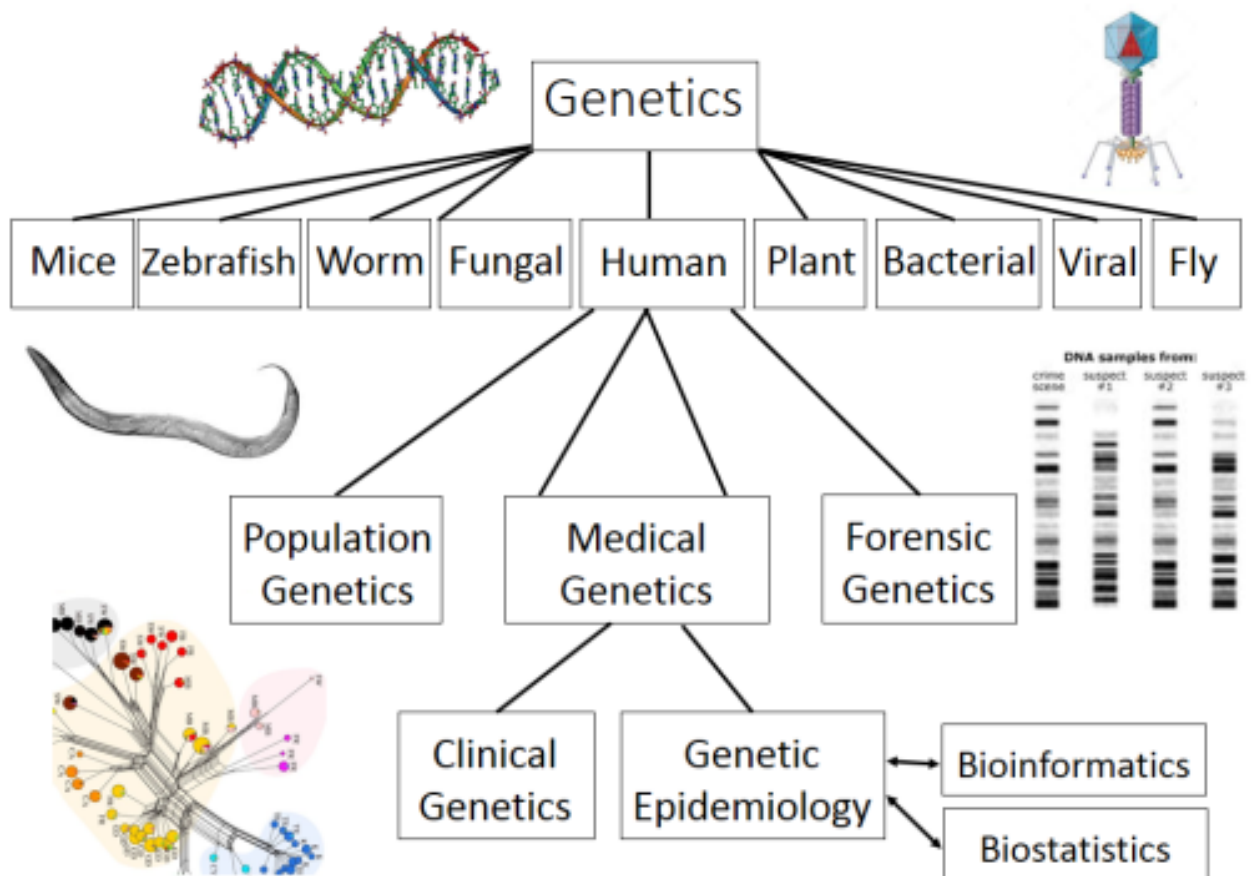 Genetics
Mice
Zebrafish
Worm
Fungal
Human
Plant
Bacterial
Viral
Fly
DNA samples from:
crime scene
suspect #1
suspect #2
suspect #3
Population
Genetics
Medical
Genetics
Forensic
Genetics
Clinical
Genetics
Genetic
Epidemiology
Bioinformatics
Biostatistics